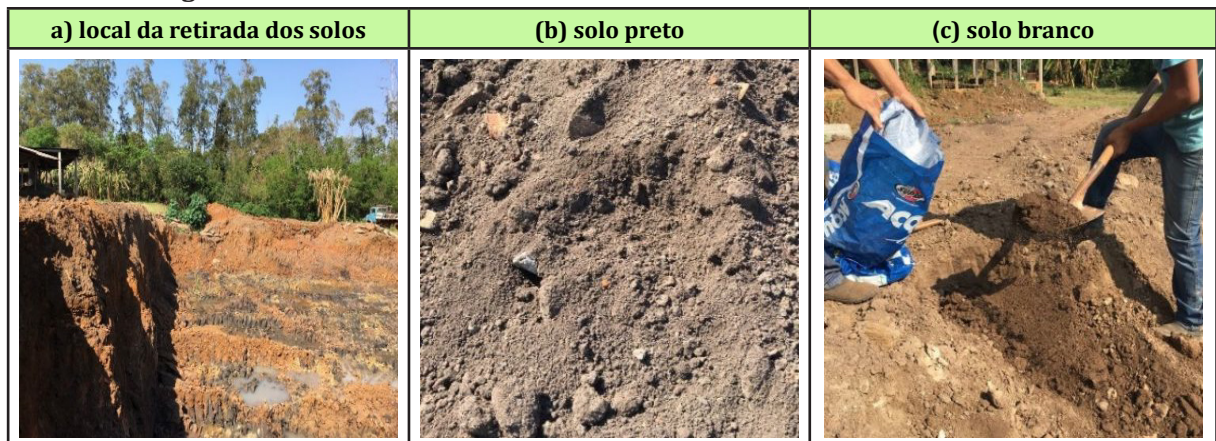 a) local da retirada dos solos
(b) solo preto
(c) solo branco